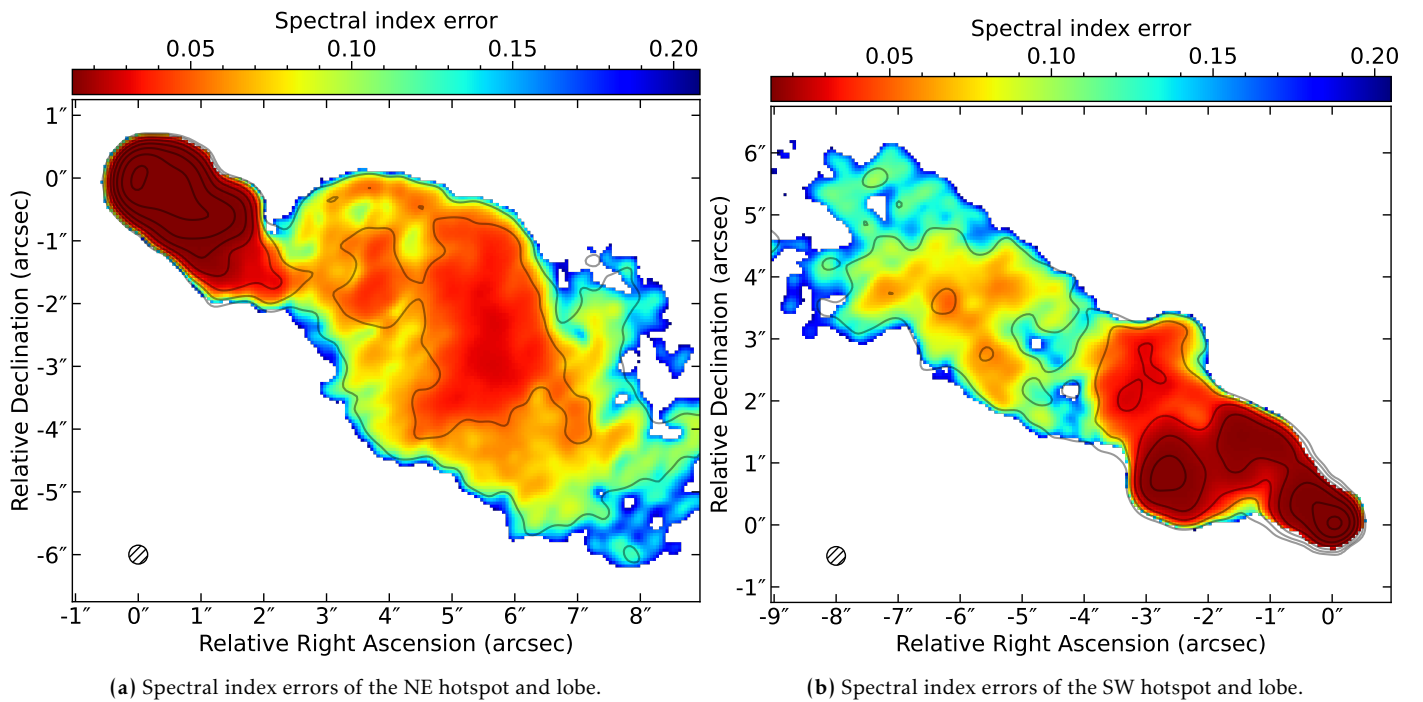 Spectral index error
0.05 0.10 0.15 0.20
1″
0″
-1″
-2″
-3″
-4″
-5″
-6″
Relative Declination (arcsec)
-1″ 0″ 1″ 2″ 3″ 4″ 5″ 6″ 7″ 8″
Relative Right Ascension (arcsec)
(a) Spectral index errors of the NE hotspot and lobe.
Spectral index error
0.05 0.10 0.15 0.20
6″
5″
4″
3″
2″
1″
0″
-1″
Relative Declination (arcsec)
-9″ -8″ -7″ -6″ -5″ -4″ -3″ -2″ -1″ 0″
Relative Right Ascension (arcsec)
(b) Spectral index errors of the SW hotspot and lobe.